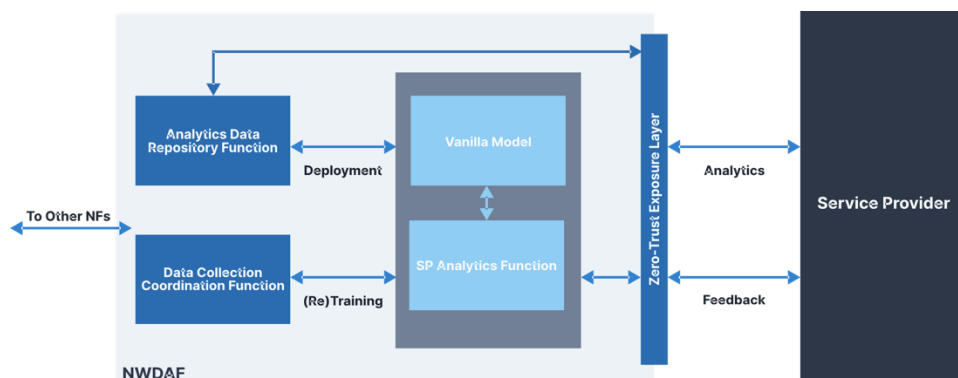 Analytics Data
Repository Function
Vanilla Model
Deployment
Zero-Trust Exposure Layer
Analytics
Service Provider
To Other NFs
Data Collection
Coordination Function
SP Analytics Function
(Re)Training
Feedback
NWDAF